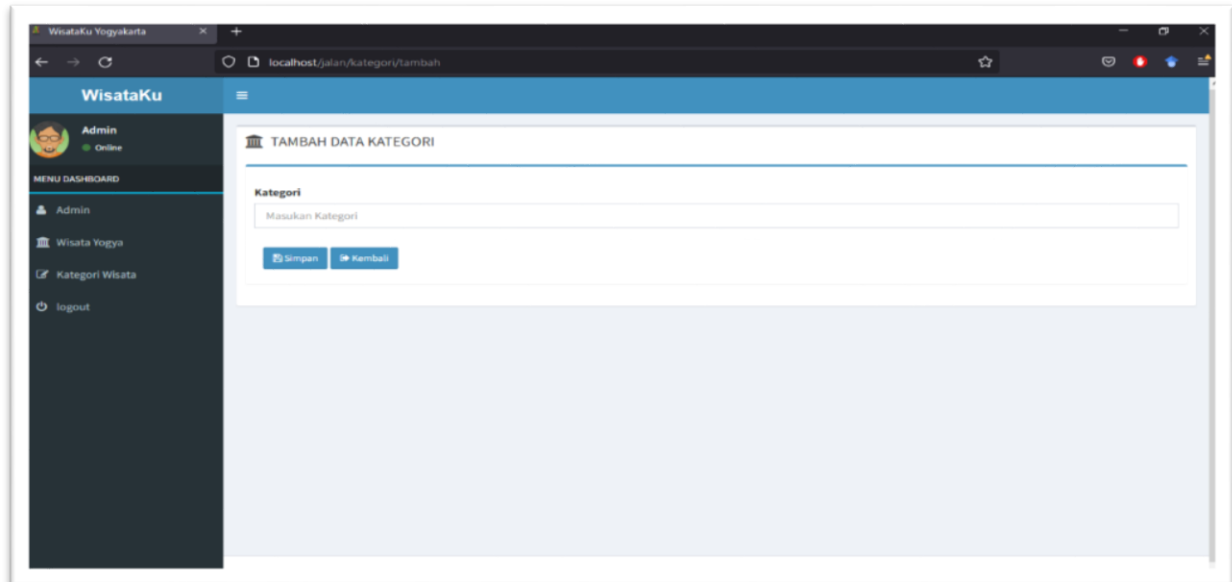 WisataKu Yogyakarta
localhost/jalan/kategori/tambah
WisataKu
Admin
Online
MENU DASHBOARD
Admin
Wisata Yogya
Kategori Wisata
logout
TAMBAH DATA KATEGORI
Kategori
Masukan Kategori
Simpan Kembali